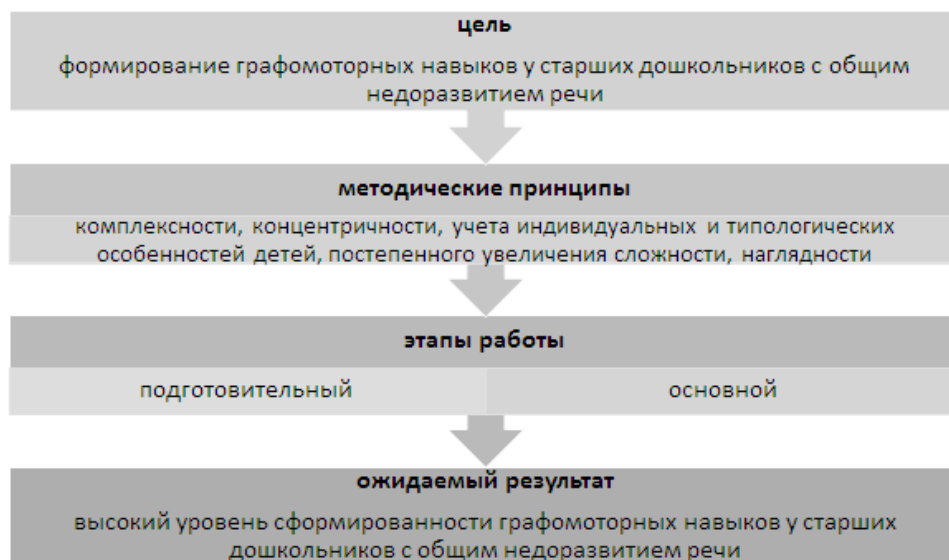 цель
формирование графомоторных навыков у старших дошкольников с общим
недоразвитием речи
методические принципы
комплексности, концентричности, учета индивидуальных и типологических
особенностей детей, постепенного увеличения сложности, наглядности
этапы работы
подготовительный основной
ожидаемый результат
высокий уровень сформированности графомоторных навыков у старших
дошкольников с общим недоразвитием речи